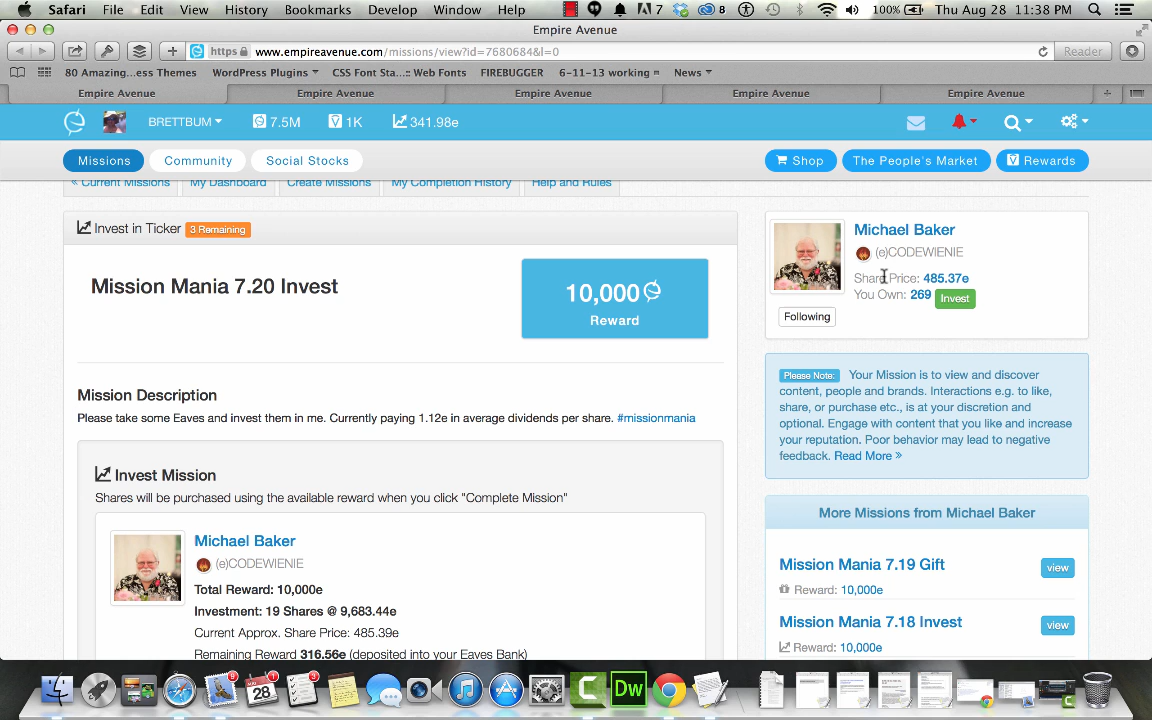 Safari File Edit View History Bookmarks Develop Window Help 7 8 100% Thu Aug 28 11:38 PM
Empire Avenue
https www.empireavenue.com/missions/view?id=7680684&l=0 Reader
80 Amazing...ess Themes WordPress Plugins CSS Font Sta...:: Web Fonts FIREBUGGER 6-11-13 working News
Empire Avenue Empire Avenue Empire Avenue Empire Avenue Empire Avenue
BRETTBUM 7.5M 1K 341.98e
Missions Community Social Stocks Shop The People's Market Rewards
« Current Missions My Dashboard Create Missions My Completion History Help and Rules
Invest in Ticker 3 Remaining
Mission Mania 7.20 Invest
10,000
Reward
Mission Description
Please take some Eaves and invest them in me. Currently paying 1.12e in average dividends per share. #missionmania
Invest Mission
Shares will be purchased using the available reward when you click "Complete Mission"
Michael Baker
(e)CODEWIENIE
Total Reward: 10,000e
Investment: 19 Shares @ 9,683.44e
Current Approx. Share Price: 485.39e
Remaining Reward 316.56e (deposited into your Eaves Bank)
Michael Baker
(e)CODEWIENIE
Share Price: 485.37e
You Own: 269 Invest
Following
Please Note: Your Mission is to view and discover
content, people and brands. Interactions e.g. to like,
share, or purchase etc., is at your discretion and
optional. Engage with content that you like and increase
your reputation. Poor behavior may lead to negative
feedback. Read More »
More Missions from Michael Baker
Mission Mania 7.19 Gift view
Reward: 10,000e
Mission Mania 7.18 Invest view
Reward: 10,000e
9 AUG 28 1 3 Dw